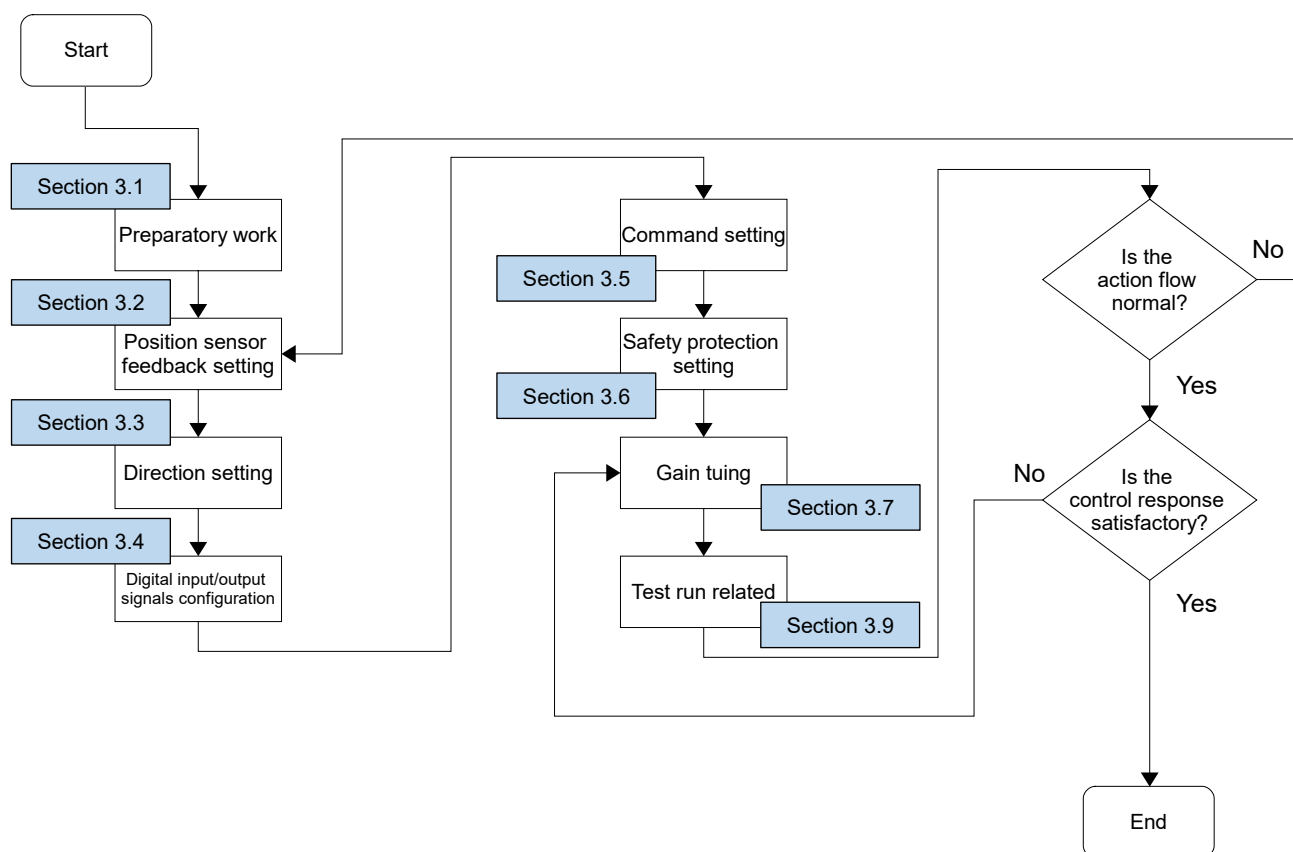 Start
Section 3.1
Preparatory work
Section 3.2
Position sensor
feedback setting
Section 3.3
Direction setting
Section 3.4
Digital input/output
signals configuration
Command setting
Section 3.5
Safety protection
setting
Section 3.6
Gain tuing
Section 3.7
Test run related
Section 3.9
Is the
action flow
normal?
No
Yes
Is the
control response
satisfactory?
No
Yes
End